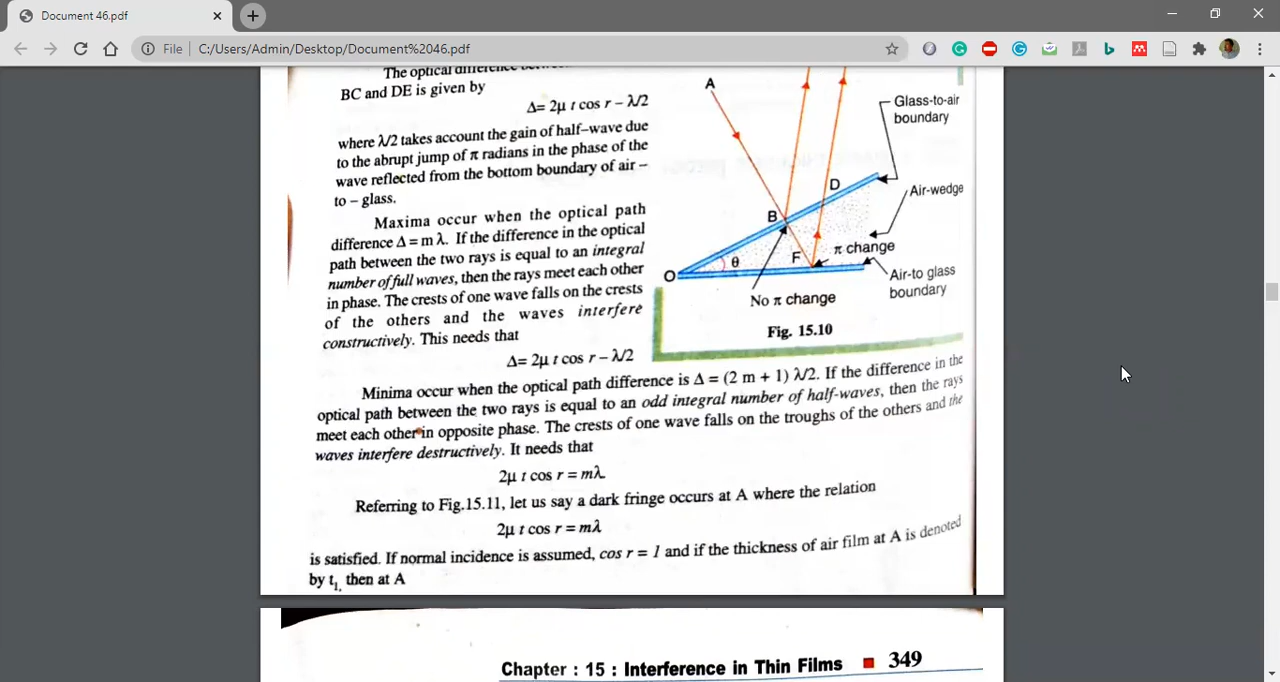 Document 46.pdf
File
C:/Users/Admin/Desktop/Document%2046.pdf
The optical difference
BC and DE is given by
Δ= 2μ t cos r – λ/2
where λ/2 takes account the gain of half–wave due
to the abrupt jump of π radians in the phase of the
wave reflected from the bottom boundary of air –
to – glass.
Maxima occur when the optical path
difference Δ = m λ. If the difference in the optical
path between the two rays is equal to an integral
number of full waves, then the rays meet each other
in phase. The crests of one wave falls on the crests
of the others and the waves interfere
constructively. This needs that
Δ= 2μ t cos r – λ/2
A
Glass-to-air
boundary
D
Air-wedge
B
π change
F
θ
O
Air-to glass
boundary
No π change
Fig. 15.10
Minima occur when the optical path difference is Δ = (2 m + 1) λ/2. If the difference in the
optical path between the two rays is equal to an odd integral number of half-waves, then the rays
meet each other in opposite phase. The crests of one wave falls on the troughs of the others and the
waves interfere destructively. It needs that
2μ t cos r = mλ
Referring to Fig.15.11, let us say a dark fringe occurs at A where the relation
2μ t cos r = mλ
is satisfied. If normal incidence is assumed, cos r = 1 and if the thickness of air film at A is denoted
by t₁, then at A
Chapter : 15 : Interference in Thin Films ■ 349